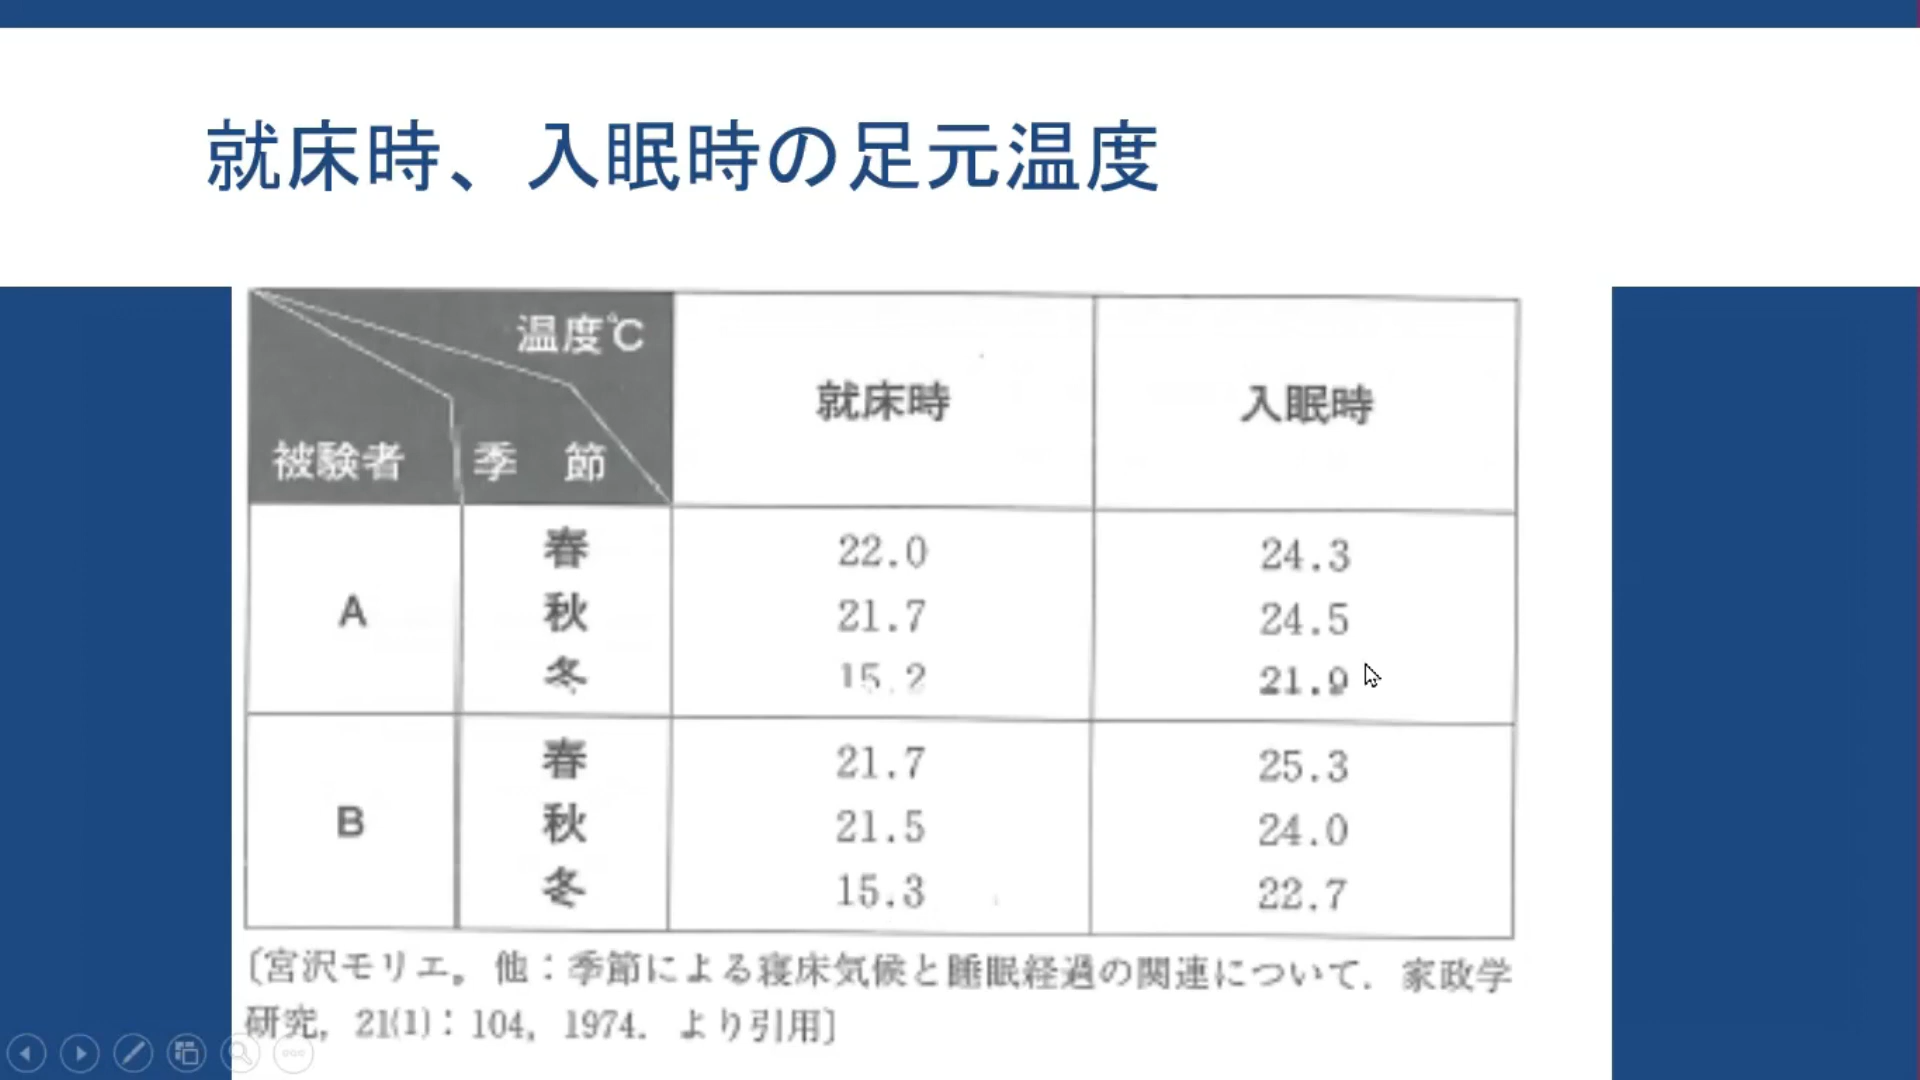 就床時、入眠時の足元温度
温度℃
被験者 季 節 就床時 入眠時
A 春 22.0 24.3
秋 21.7 24.5
冬 15.2 21.9
B 春 21.7 25.3
秋 21.5 24.0
冬 15.3 22.7
〔宮沢モリエ。他：季節による寝床気候と睡眠経過の関連について. 家政学
研究, 21(1)：104, 1974. より引用〕